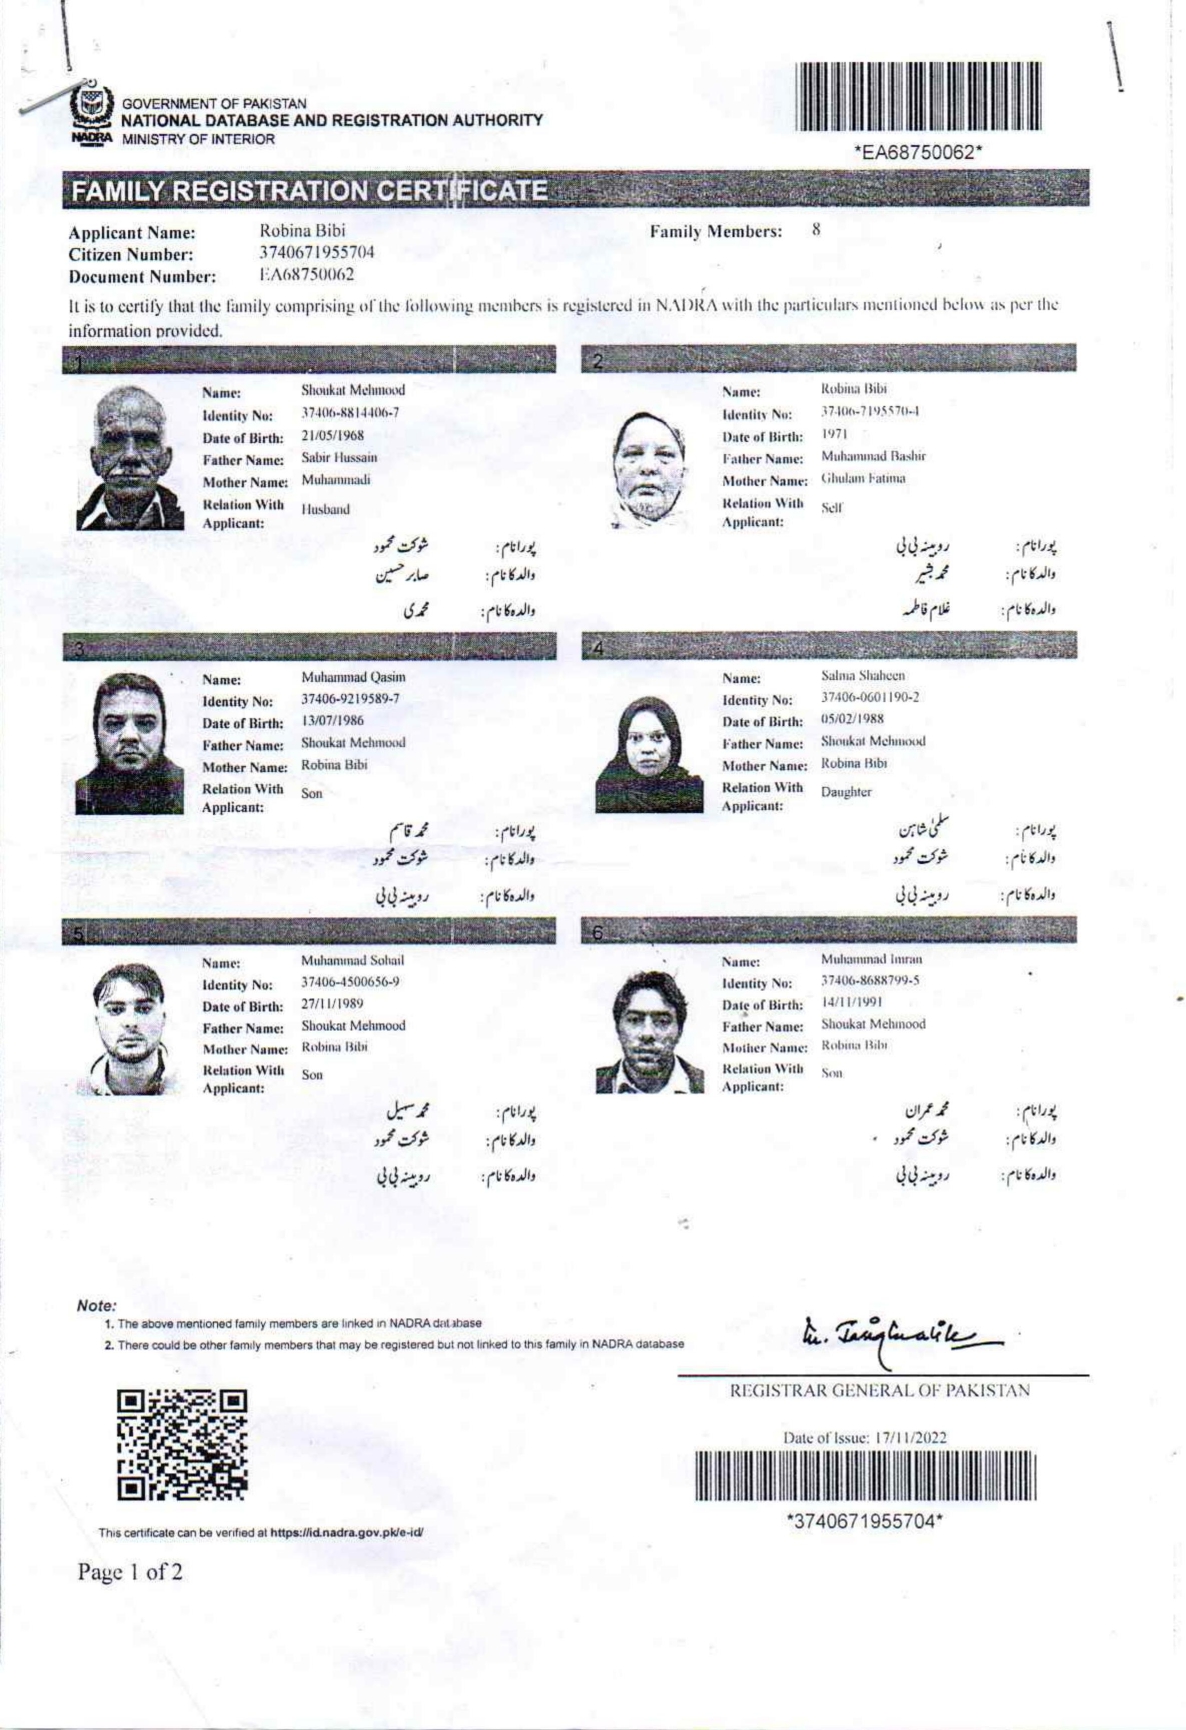 GOVERNMENT OF PAKISTAN
NATIONAL DATABASE AND REGISTRATION AUTHORITY
NADRA
MINISTRY OF INTERIOR
*EA68750062*
FAMILY REGISTRATION CERTIFICATE
Applicant Name: Robina Bibi
Family Members: 8
Citizen Number: 3740671955704
Document Number: EA68750062
It is to certify that the family comprising of the following members is registered in NADRA with the particulars mentioned below as per the
information provided.
1
Name: Shoukat Mehmood
Identity No: 37406-8814406-7
Date of Birth: 21/05/1968
Father Name: Sabir Hussain
Mother Name: Muhammadi
Relation With Applicant: Husband
پورا نام: شوکت محمود
والد کا نام: صابر حسین
والدہ کا نام: محمدی
2
Name: Robina Bibi
Identity No: 37406-7195570-4
Date of Birth: 1971
Father Name: Muhammad Bashir
Mother Name: Ghulam Fatima
Relation With Applicant: Self
پورا نام: روبینہ بی بی
والد کا نام: محمد بشیر
والدہ کا نام: غلام فاطمہ
3
Name: Muhammad Qasim
Identity No: 37406-9219589-7
Date of Birth: 13/07/1986
Father Name: Shoukat Mehmood
Mother Name: Robina Bibi
Relation With Applicant: Son
پورا نام: محمد قاسم
والد کا نام: شوکت محمود
والدہ کا نام: روبینہ بی بی
4
Name: Salma Shaheen
Identity No: 37406-0601190-2
Date of Birth: 05/02/1988
Father Name: Shoukat Mehmood
Mother Name: Robina Bibi
Relation With Applicant: Daughter
پورا نام: سلمیٰ شاہن
والد کا نام: شوکت محمود
والدہ کا نام: روبینہ بی بی
5
Name: Muhammad Sohail
Identity No: 37406-4500656-9
Date of Birth: 27/11/1989
Father Name: Shoukat Mehmood
Mother Name: Robina Bibi
Relation With Applicant: Son
پورا نام: محمد سہیل
والد کا نام: شوکت محمود
والدہ کا نام: روبینہ بی بی
6
Name: Muhammad Imran
Identity No: 37406-8688799-5
Date of Birth: 14/11/1991
Father Name: Shoukat Mehmood
Mother Name: Robina Bibi
Relation With Applicant: Son
پورا نام: محمد عمران
والد کا نام: شوکت محمود
والدہ کا نام: روبینہ بی بی
Note:
1. The above mentioned family members are linked in NADRA database
2. There could be other family members that may be registered but not linked to this family in NADRA database
REGISTRAR GENERAL OF PAKISTAN
Date of Issue: 17/11/2022
*3740671955704*
This certificate can be verified at https://id.nadra.gov.pk/e-id/
Page 1 of 2